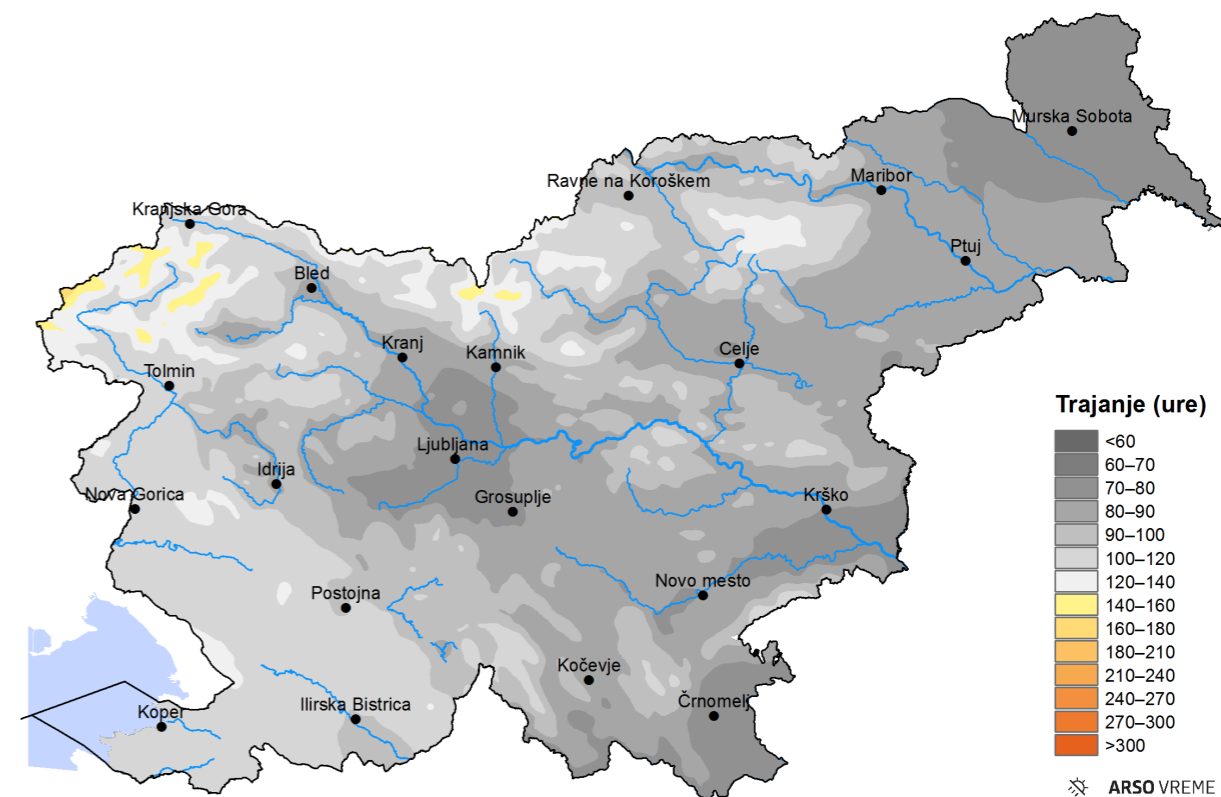 Murska Sobota
Ravne na Koroškem
Maribor
Kranjska Gora
Ptuj
Bled
Kranj
Kamnik
Celje
Tolmin
Ljubljana
Idrija
Nova Gorica
Grosuplje
Krško
Postojna
Novo mesto
Kočevje
Koper
Ilirska Bistrica
Črnomelj
Trajanje (ure)
<60
60–70
70–80
80–90
90–100
100–120
120–140
140–160
160–180
180–210
210–240
240–270
270–300
>300
ARSO VREME